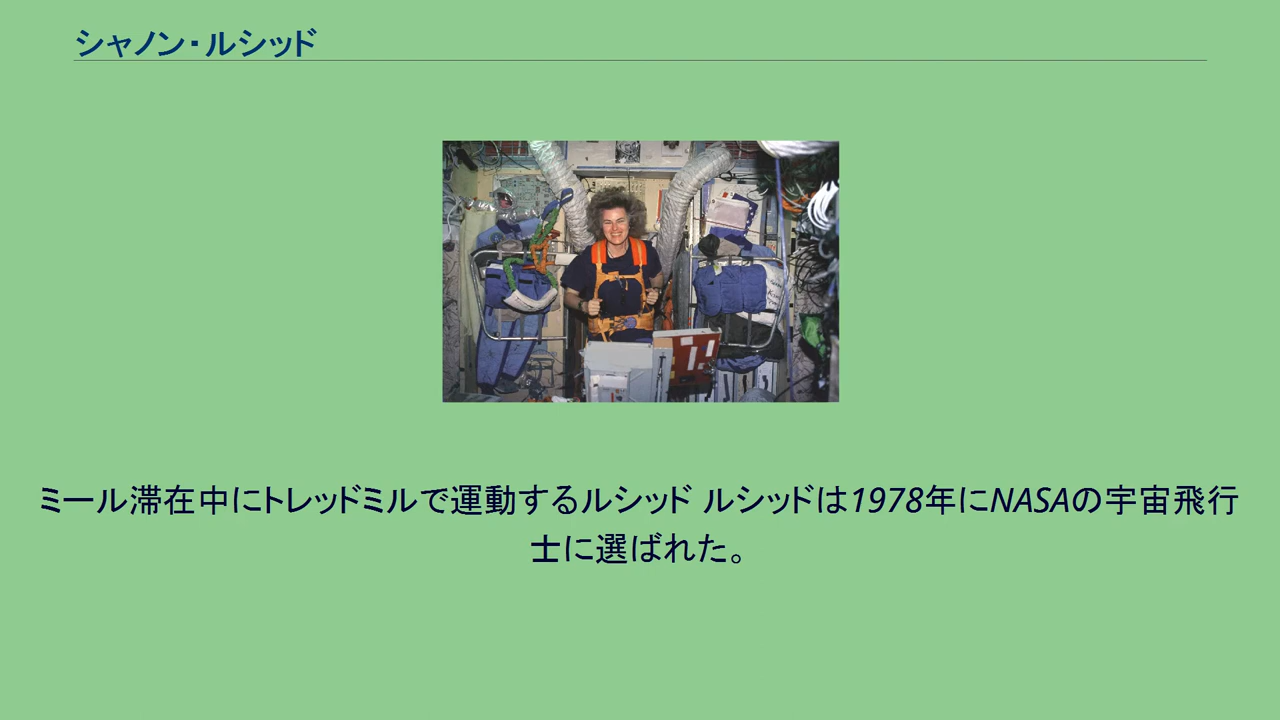 シャノン・ルシッド
ミール滞在中にトレッドミルで運動するルシッド ルシッドは1978年にNASAの宇宙飛行
士に選ばれた。